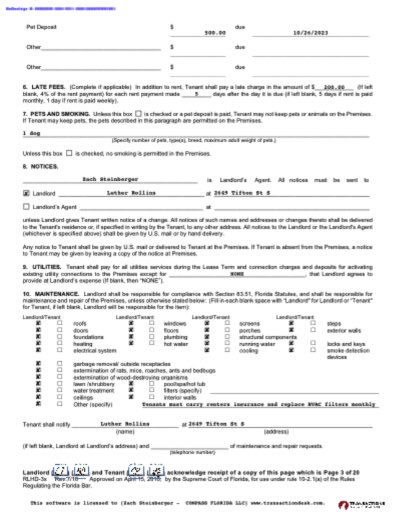 Pet Deposit $ 500.00 due 10/26/2023
Other $ due
Other $ due
6. LATE FEES. (Complete if applicable) In addition to rent, Tenant shall pay a late charge in the amount of $ 200.00 (If left
blank, 4% of the rent payment) for each rent payment made 5 days after the day it is due (if left blank, 5 days if rent is paid
monthly, 1 day if rent is paid weekly).
7. PETS AND SMOKING. Unless this box ☐ is checked or a pet deposit is paid, Tenant may not keep pets or animals on the Premises.
If Tenant may keep pets, the pets described in this paragraph are permitted on the Premises.
1 dog
(Specify number of pets, type(s), breed, maximum adult weight of pets.)
Unless this box ☐ is checked, no smoking is permitted in the Premises.
8. NOTICES.
Zach Steinberger is Landlord's Agent. All notices must be sent to
☒ Landlord Luther Rollins at 2649 Tifton St S
☐ Landlord's Agent at
unless Landlord gives Tenant written notice of a change. All notices of such names and addresses or changes thereto shall be delivered
to the Tenant's residence or, if specified in writing by the Tenant, to any other address. All notices to the Landlord or the Landlord's Agent
(whichever is specified above) shall be given by U.S. mail or by hand delivery.
Any notice to Tenant shall be given by U.S. mail or delivered to Tenant at the Premises. If Tenant is absent from the Premises, a notice
to Tenant may be given by leaving a copy of the notice at Premises.
9. UTILITIES. Tenant shall pay for all utilities services during the Lease Term and connection charges and deposits for activating
existing utility connections to the Premises except for NONE , that Landlord agrees to
provide at Landlord's expense (If blank, then "NONE").
10. MAINTENANCE. Landlord shall be responsible for compliance with Section 83.51, Florida Statutes, and shall be responsible for
maintenance and repair of the Premises, unless otherwise stated below: (Fill-in each blank space with "Landlord" for Landlord or "Tenant"
for Tenant, if left blank, Landlord will be responsible for the item):
Landlord/Tenant Landlord/Tenant Landlord/Tenant Landlord/Tenant
roofs windows screens steps
doors floors porches exterior walls
foundations plumbing structural components
heating hot water running water locks and keys
electrical system cooling smoke detection
devices
garbage removal/ outside receptacles
extermination of rats, mice, roaches, ants and bedbugs
extermination of wood-destroying organisms
lawn /shrubbery pool/spa/hot tub
water treatment filters (specify)
ceilings interior walls
Other (specify) Tenants must carry renters insurance and replace HVAC filters monthly
Tenant shall notify Luther Rollins at 2649 Tifton St S
(name) (address)
(if left blank, Landlord at Landlord's address) and of maintenance and repair requests.
(telephone number)
Landlord and Tenant acknowledge receipt of a copy of this page which is Page 3 of 20
RLHD-3x Rev. 7/16 Approved on April 15, 2010, by the Supreme Court of Florida, for use under rule 10-2.1(a) of the Rules
Regulating the Florida Bar.
This software is licensed to [Zach Steinberger - COMPASS FLORIDA LLC] www.transactiondesk.com.